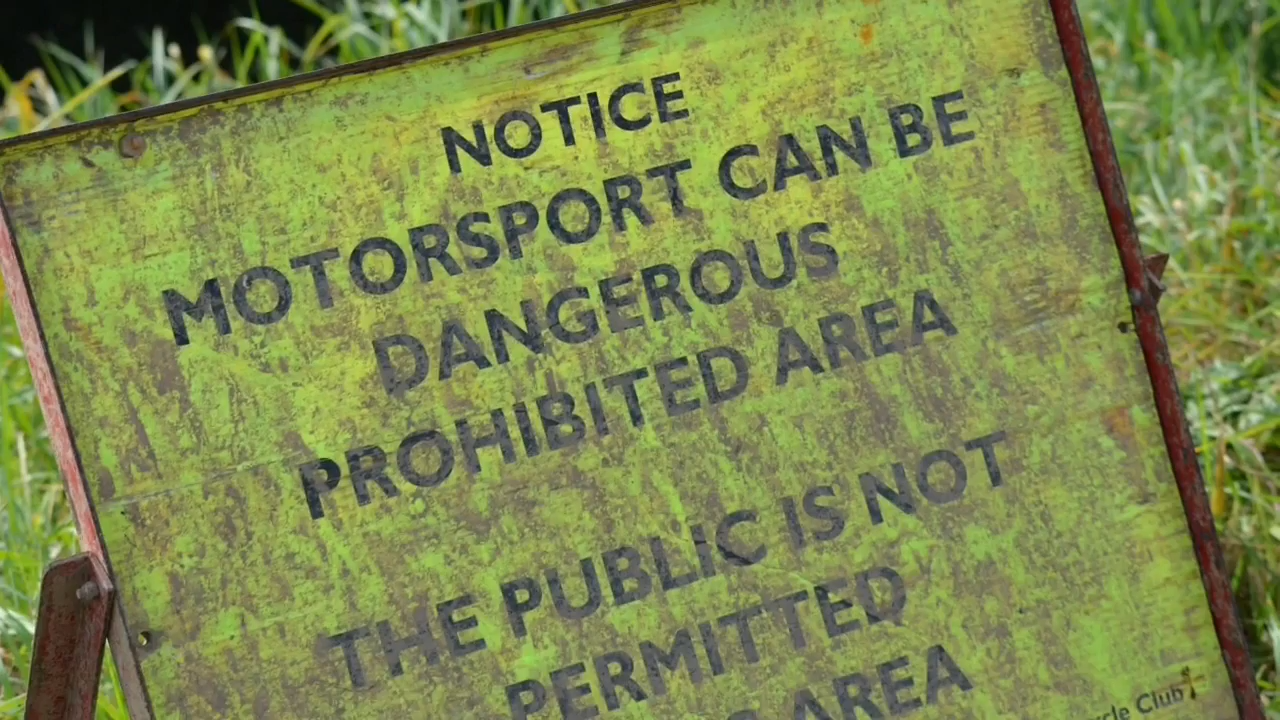 NOTICE
MOTORSPORT CAN BE
DANGEROUS
PROHIBITED AREA
THE PUBLIC IS NOT
PERMITTED
AREA
Club